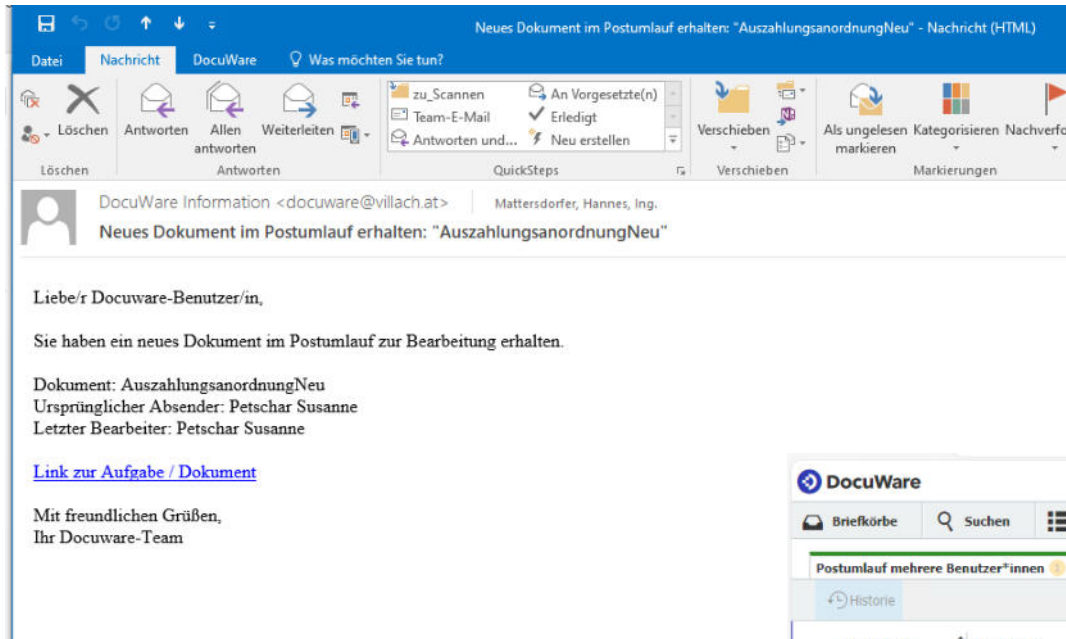 Neues Dokument im Postumlauf erhalten: "AuszahlungsanordnungNeu" - Nachricht (HTML)
Datei Nachricht DocuWare Was möchten Sie tun?
zu_Scannen An Vorgesetzte(n)
Team-E-Mail Erledigt
Antworten und... Neu erstellen
Löschen Antworten Allen antworten Weiterleiten Verschieben Als ungelesen markieren Kategorisieren Nachverfo
Löschen Antworten QuickSteps Verschieben Markierungen
DocuWare Information <docuware@villach.at> Mattersdorfer, Hannes, Ing.
Neues Dokument im Postumlauf erhalten: "AuszahlungsanordnungNeu"
Liebe/r Docuware-Benutzer/in,
Sie haben ein neues Dokument im Postumlauf zur Bearbeitung erhalten.
Dokument: AuszahlungsanordnungNeu
Ursprünglicher Absender: Petschar Susanne
Letzter Bearbeiter: Petschar Susanne
Link zur Aufgabe / Dokument
Mit freundlichen Grüßen,
Ihr Docuware-Team
DocuWare
Briefkörbe Suchen
Postumlauf mehrere Benutzer*innen 1
Historie